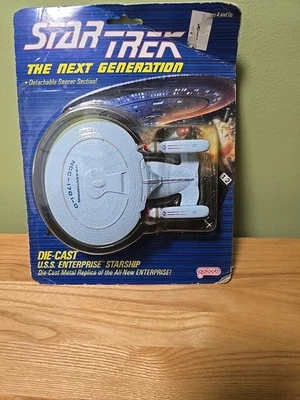 STAR TREK
THE NEXT GENERATION
• Detachable Saucer Section!
NCC-1701-D
DIE-CAST
U.S.S. ENTERPRISE STARSHIP
Die-Cast Metal Replica of the All-New ENTERPRISE!
galoob